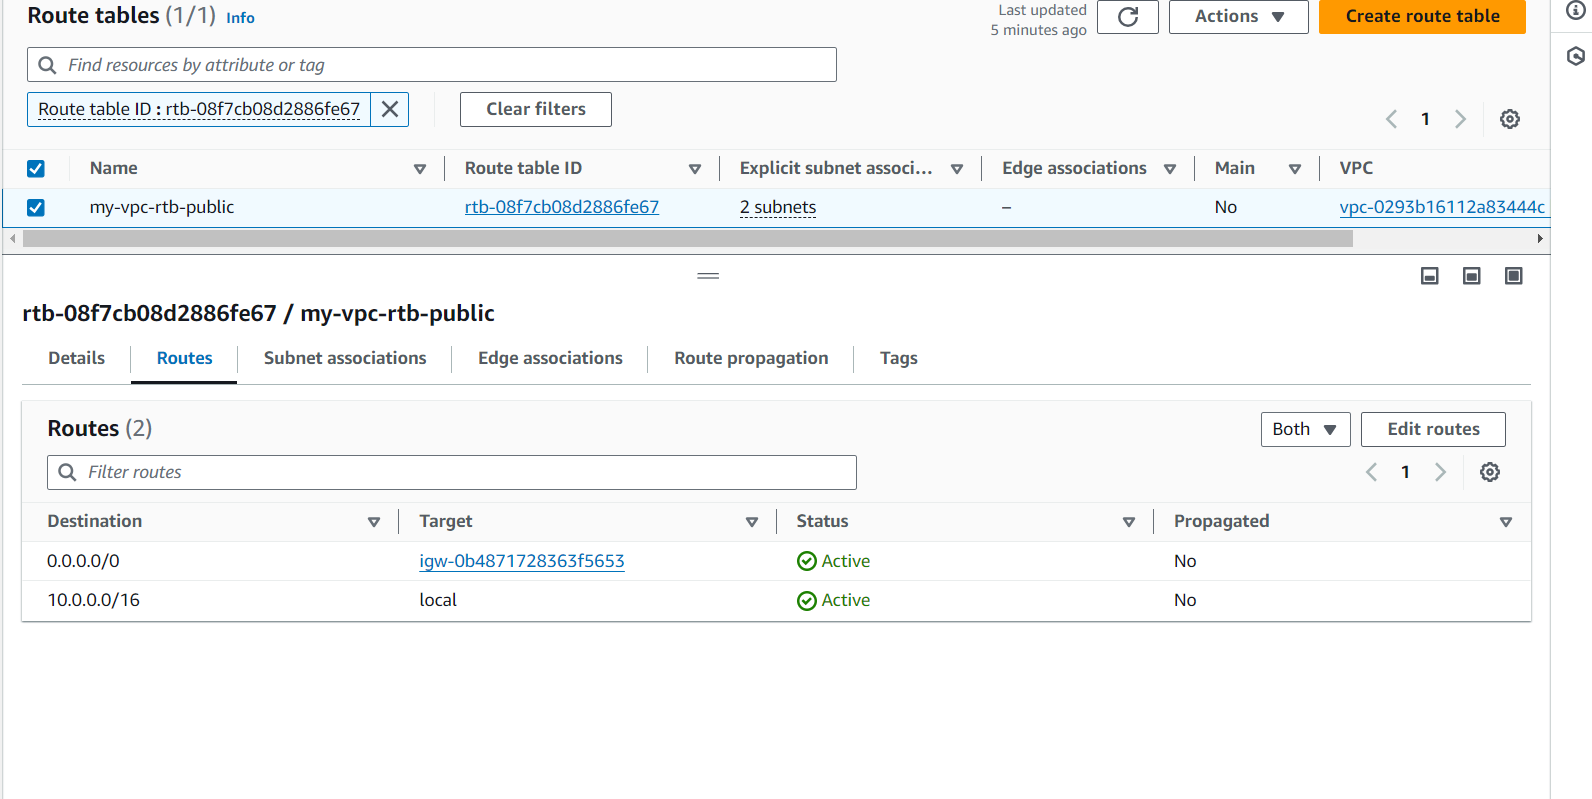 Route tables (1/1) Info
Last updated
5 minutes ago
Actions
Create route table
Find resources by attribute or tag
Route table ID : rtb-08f7cb08d2886fe67
Clear filters
1
Name Route table ID Explicit subnet associ... Edge associations Main VPC
my-vpc-rtb-public rtb-08f7cb08d2886fe67 2 subnets – No vpc-0293b16112a83444c
rtb-08f7cb08d2886fe67 / my-vpc-rtb-public
Details Routes Subnet associations Edge associations Route propagation Tags
Routes (2)
Both
Edit routes
Filter routes
1
Destination Target Status Propagated
0.0.0.0/0 igw-0b4871728363f5653 Active No
10.0.0.0/16 local Active No